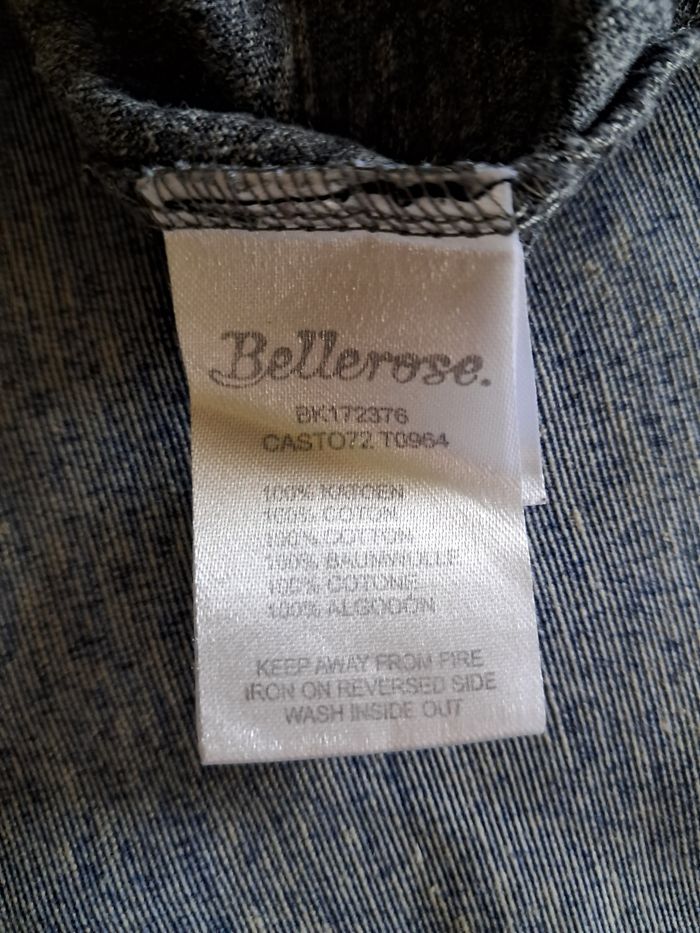 Bellerose.
BK172376
CASTO72 T0964
100% KATOEN
100% COTON
100% COTTON
100% BAUMWOLLE
100% COTONE
100% ALGODÓN
KEEP AWAY FROM FIRE
IRON ON REVERSED SIDE
WASH INSIDE OUT